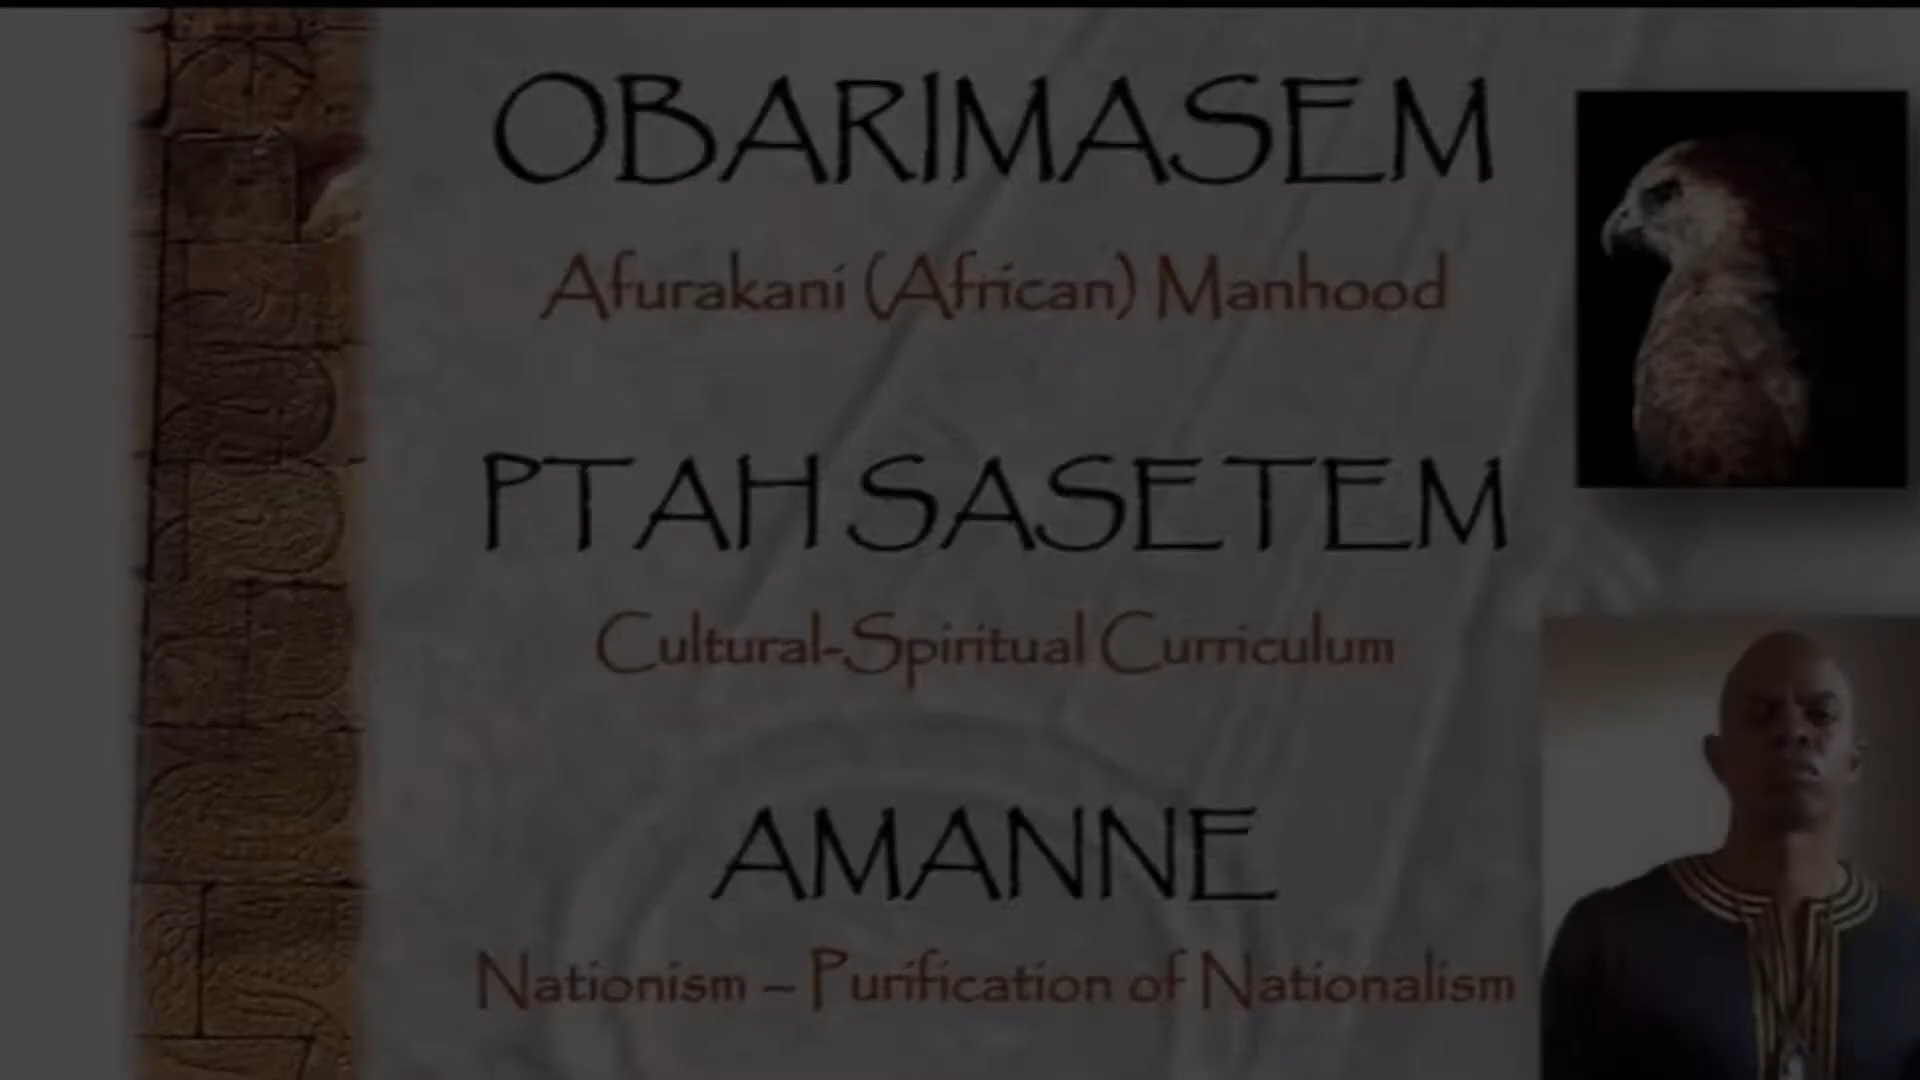 OBARIMASEM
Afurakani (African) Manhood
PTAH SASETEM
Cultural-Spiritual Curriculum
AMANNE
Nationism – Purification of Nationalism